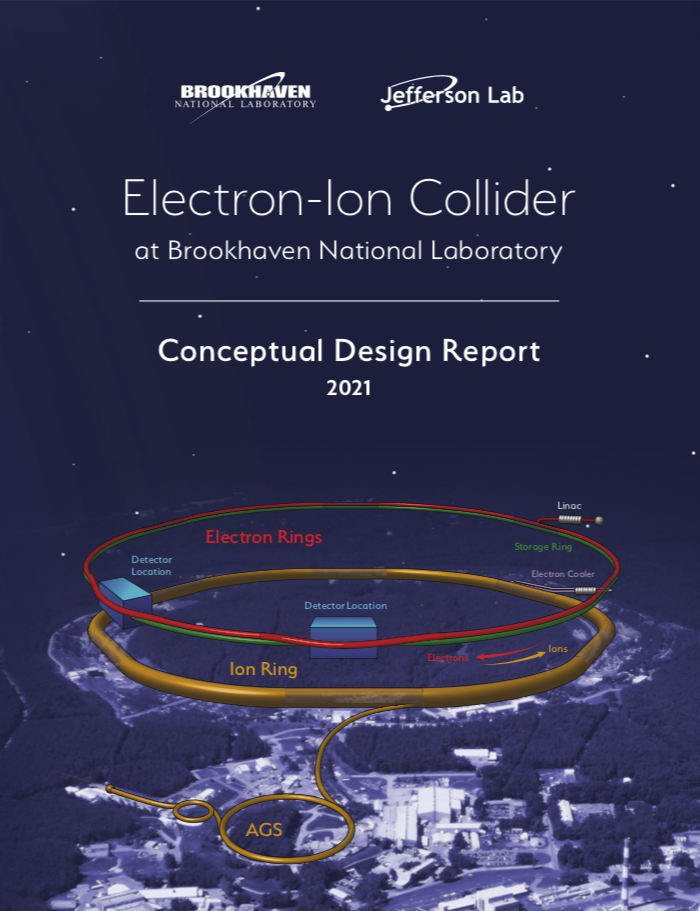 BROOKHAVEN
NATIONAL LABORATORY
Jefferson Lab
Electron-Ion Collider
at Brookhaven National Laboratory
Conceptual Design Report
2021
Linac
Electron Rings
Storage Ring
Detector
Location
Electron Cooler
Detector Location
Ions
Electrons
Ion Ring
AGS